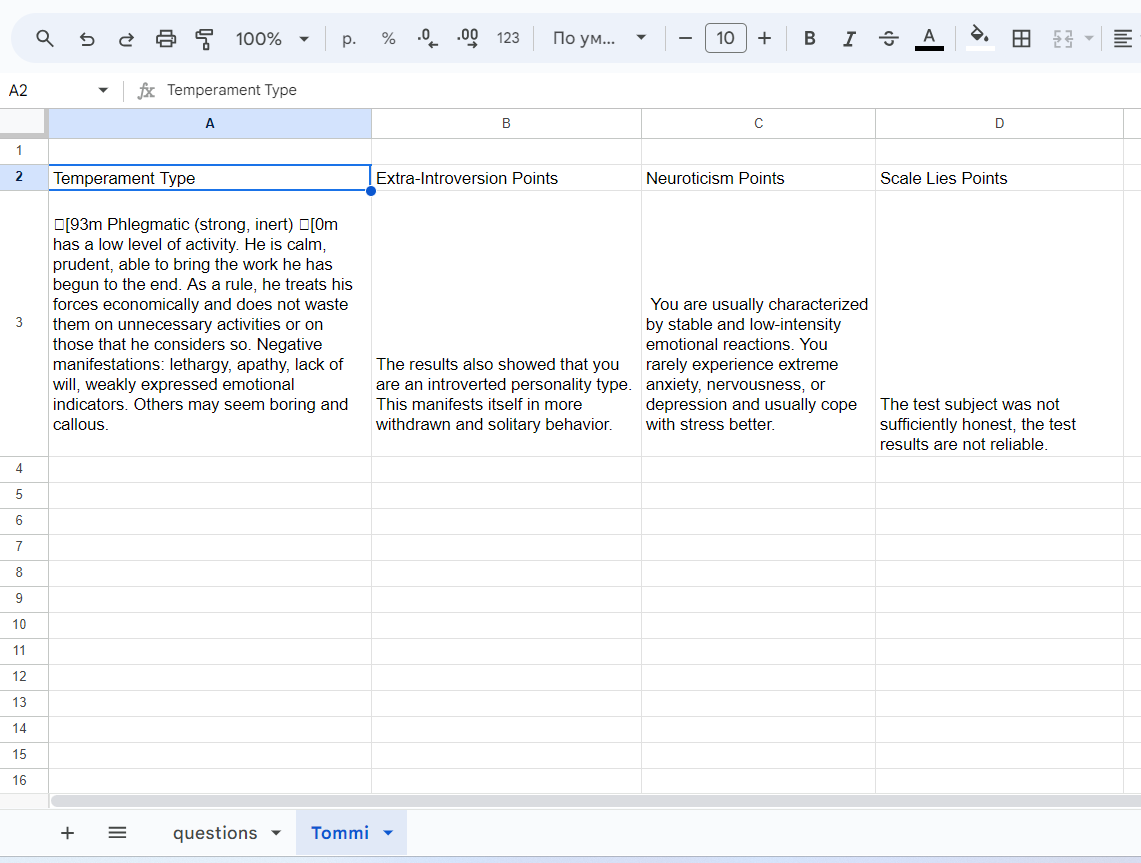 100% р. % .0 .00 123 По ум... 10 B I S A
A2 fx Temperament Type
A B C D
1
2 Temperament Type Extra-Introversion Points Neuroticism Points Scale Lies Points
3
□[93m Phlegmatic (strong, inert) □[0m
has a low level of activity. He is calm,
prudent, able to bring the work he has
begun to the end. As a rule, he treats his
forces economically and does not waste
them on unnecessary activities or on
those that he considers so. Negative
manifestations: lethargy, apathy, lack of
will, weakly expressed emotional
indicators. Others may seem boring and
callous.
The results also showed that you
are an introverted personality type.
This manifests itself in more
withdrawn and solitary behavior.
You are usually characterized
by stable and low-intensity
emotional reactions. You
rarely experience extreme
anxiety, nervousness, or
depression and usually cope
with stress better.
The test subject was not
sufficiently honest, the test
results are not reliable.
4
5
6
7
8
9
10
11
12
13
14
15
16
questions Tommi